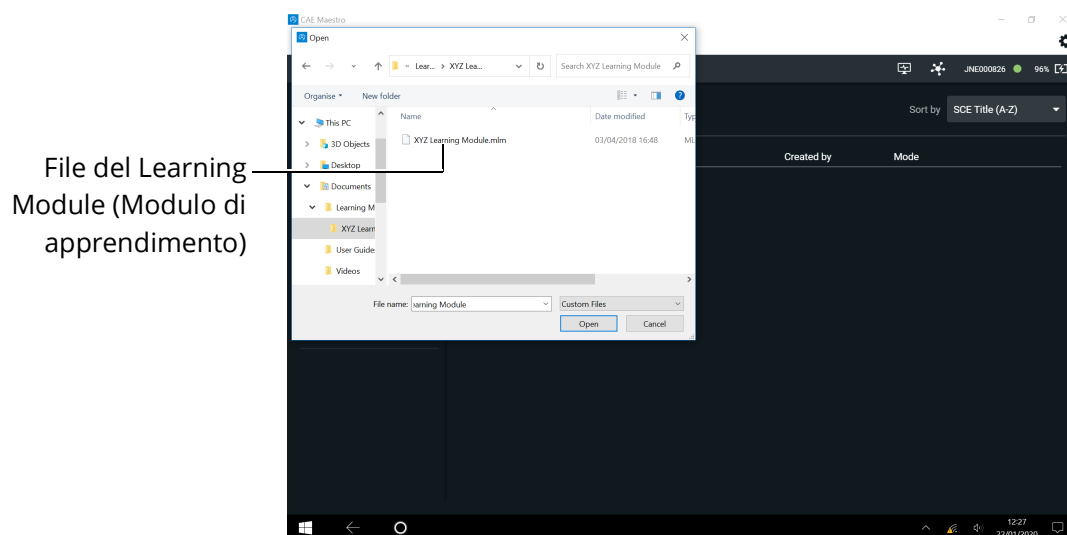 CAE Maestro
Open
Lear... > XYZ Lea...
Search XYZ Learning Module
JNE000826
96%
Organise
New folder
Sort by
SCE Title (A-Z)
Name
Date modified
Typ
This PC
3D Objects
XYZ Learning Module.mlm
03/04/2018 16:48
ML
Desktop
Created by
Mode
File del Learning
Module (Modulo di
apprendimento)
Documents
Learning M
XYZ Learn
User Guide
Videos
File name:
arning Module
Custom Files
Open
Cancel
12:27
22/01/2020